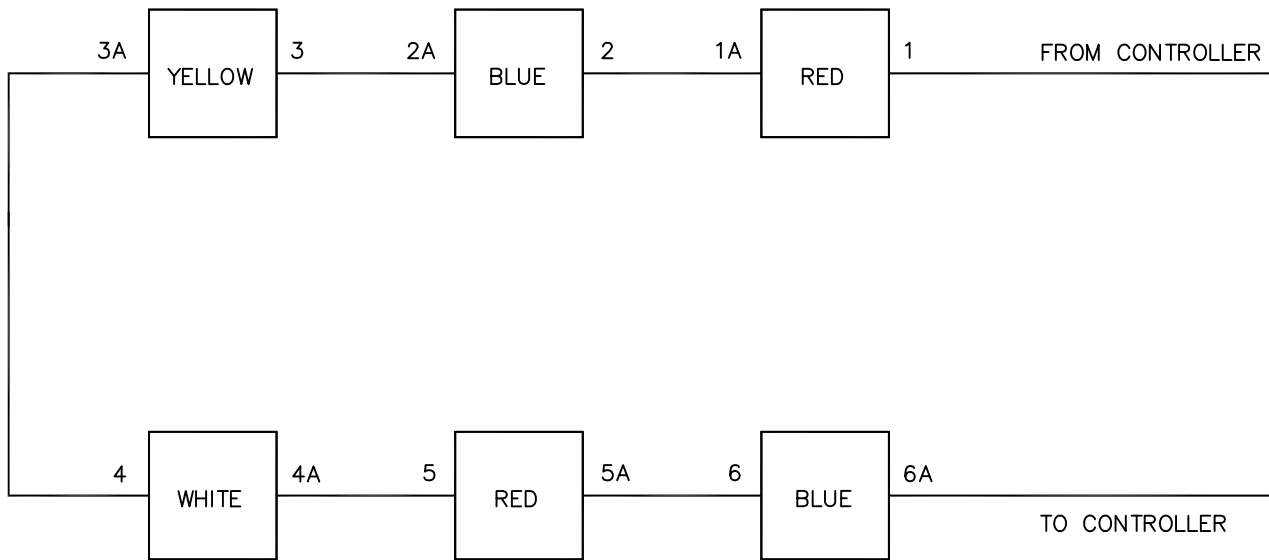 3A 3 2A 2 1A 1 FROM CONTROLLER
YELLOW BLUE RED
4 4A 5 5A 6 6A
WHITE RED BLUE
TO CONTROLLER